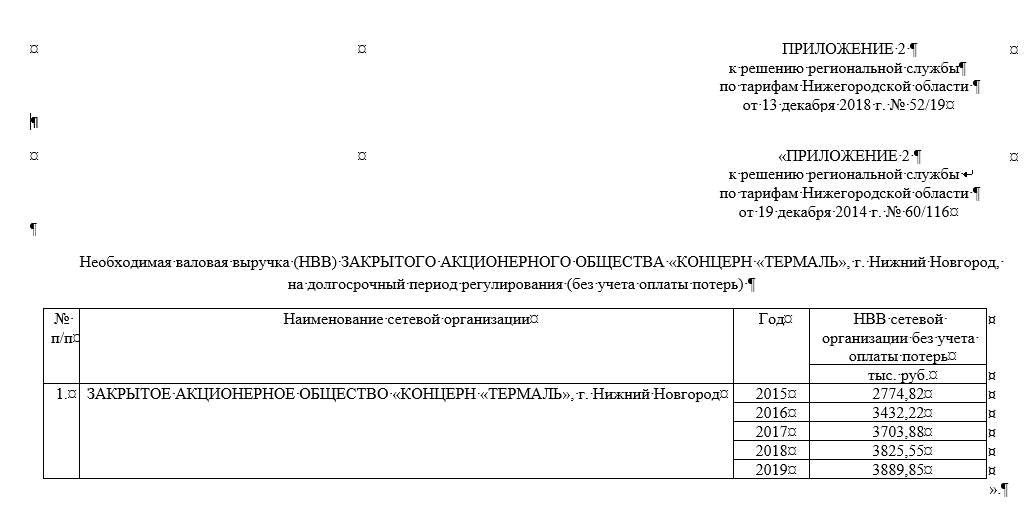 ПРИЛОЖЕНИЕ 2
к решению региональной службы
по тарифам Нижегородской области
от 13 декабря 2018 г. № 52/19
«ПРИЛОЖЕНИЕ 2
к решению региональной службы
по тарифам Нижегородской области
от 19 декабря 2014 г. № 60/116
Необходимая валовая выручка (НВВ) ЗАКРЫТОГО АКЦИОНЕРНОГО ОБЩЕСТВА «КОНЦЕРН «ТЕРМАЛЬ», г. Нижний Новгород,
на долгосрочный период регулирования (без учета оплаты потерь)
№ Наименование сетевой организации Год НВВ сетевой
п/п организации без учета
оплаты потерь
тыс. руб.
1. ЗАКРЫТОЕ АКЦИОНЕРНОЕ ОБЩЕСТВО «КОНЦЕРН «ТЕРМАЛЬ», г. Нижний Новгород 2015 2774,82
2016 3432,22
2017 3703,88
2018 3825,55
2019 3889,85
».